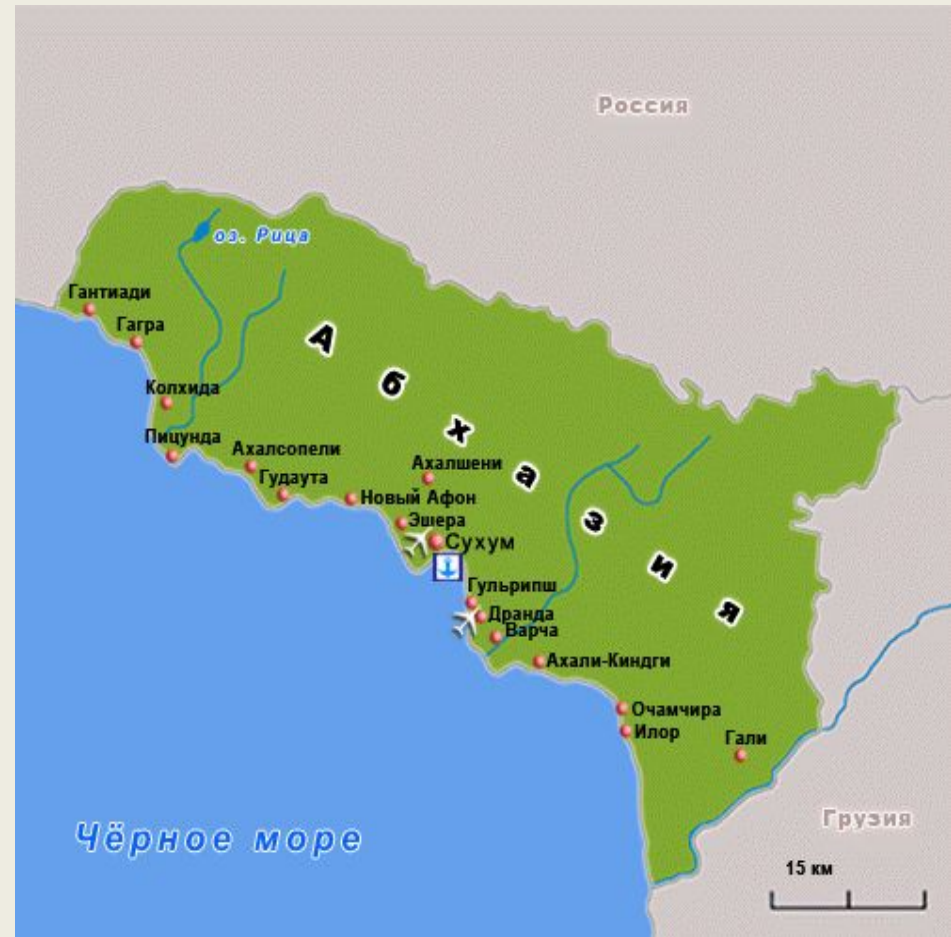 Россия
оз. Рица
Гантиади
Гагра
Абхазия
Колхида
Пицунда
Ахалсопели
Ахалшени
Гудаута
Новый Афон
Эшера
Сухум
Гульрипш
Дранда
Варча
Ахали-Киндги
Очамчира
Илор
Гали
Чёрное море
Грузия
15 км